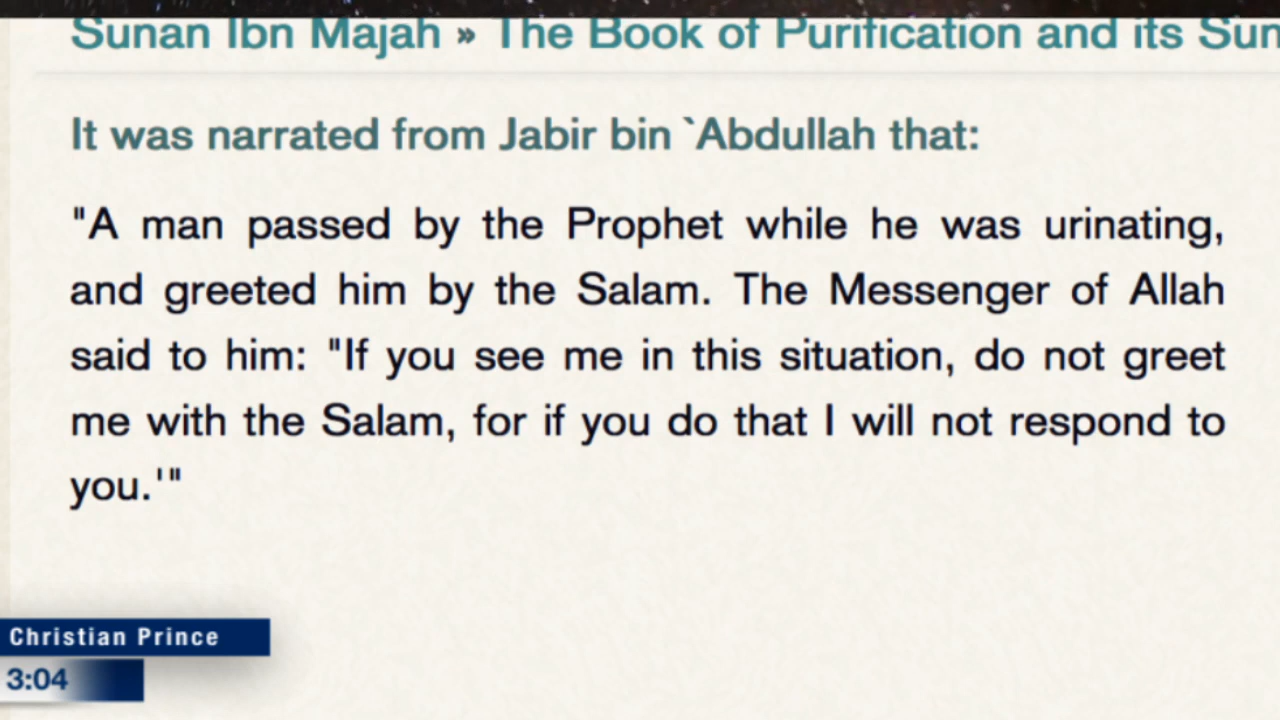 Sunan Ibn Majah » The Book of Purification and its Sun
It was narrated from Jabir bin `Abdullah that:
"A man passed by the Prophet while he was urinating,
and greeted him by the Salam. The Messenger of Allah
said to him: "If you see me in this situation, do not greet
me with the Salam, for if you do that I will not respond to
you.'"
Christian Prince
3:04